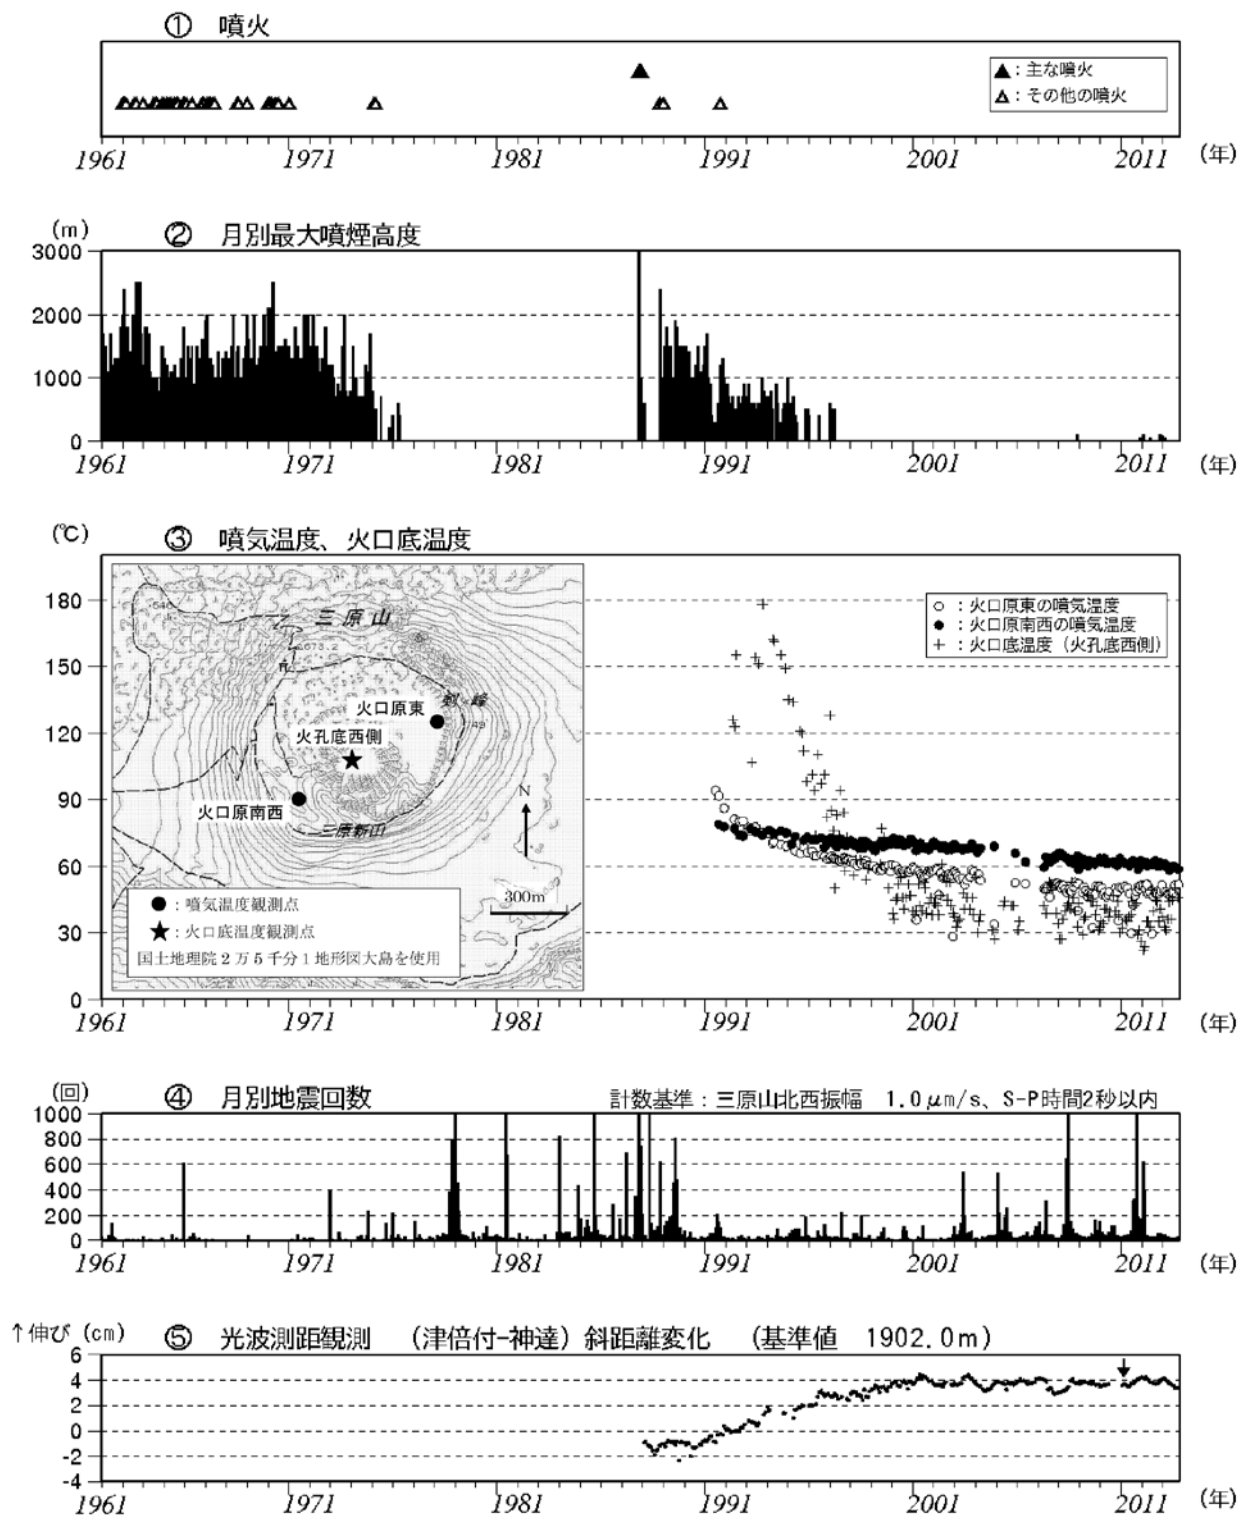 ① 噴火
▲：主な噴火
△：その他の噴火
1961 1971 1981 1991 2001 2011 (年)
(m)
② 月別最大噴煙高度
3000
2000
1000
0
1961 1971 1981 1991 2001 2011 (年)
(℃)
③ 噴気温度、火口底温度
180
150
120
90
60
30
0
○：火口原東の噴気温度
●：火口原南西の噴気温度
+：火口底温度（火孔底西側）
三原山
剣峰
火口原東
火孔底西側
火口原南西
三原新山
N
300m
●：噴気温度観測点
★：火口底温度観測点
国土地理院２万５千分１地形図大島を使用
1961 1971 1981 1991 2001 2011 (年)
(回)
④ 月別地震回数 計数基準：三原山北西振幅 1.0μm/s、S-P時間2秒以内
1000
800
600
400
200
0
1961 1971 1981 1991 2001 2011 (年)
↑伸び (cm)
⑤ 光波測距観測 （津倍付-神達）斜距離変化 （基準値 1902.0m）
6
4
2
0
-2
-4
1961 1971 1981 1991 2001 2011 (年)